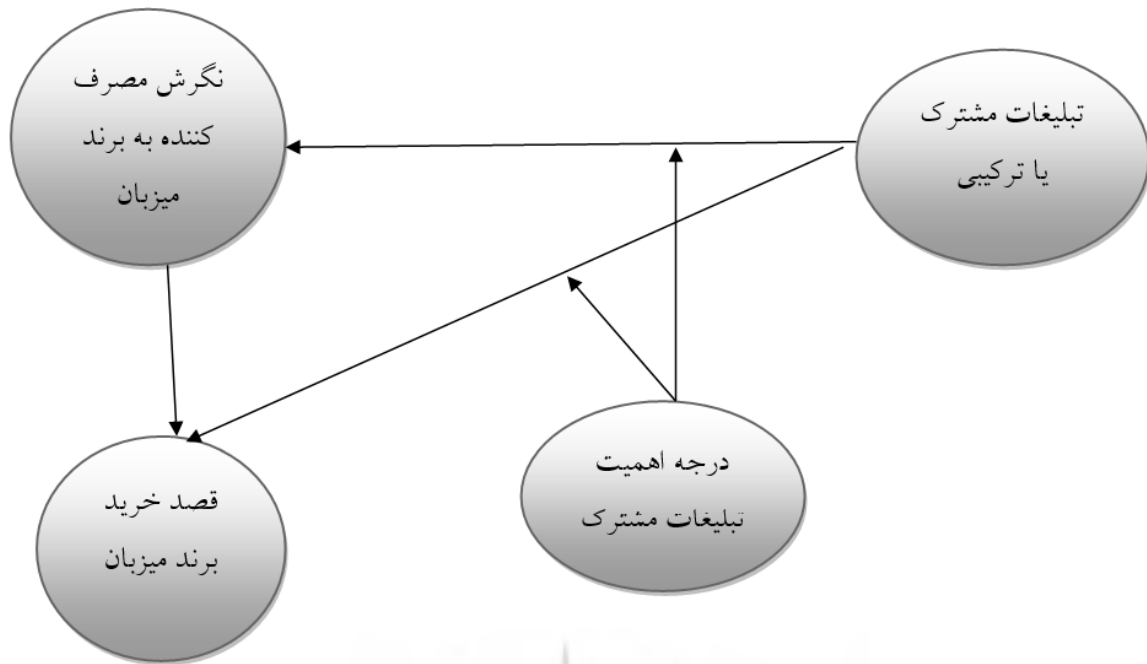 تبلیغات مشترک
یا ترکیبی
نگرش مصرف
کننده به برند
میزبان
درجه اهمیت
تبلیغات مشترک
قصد خرید
برند میزبان